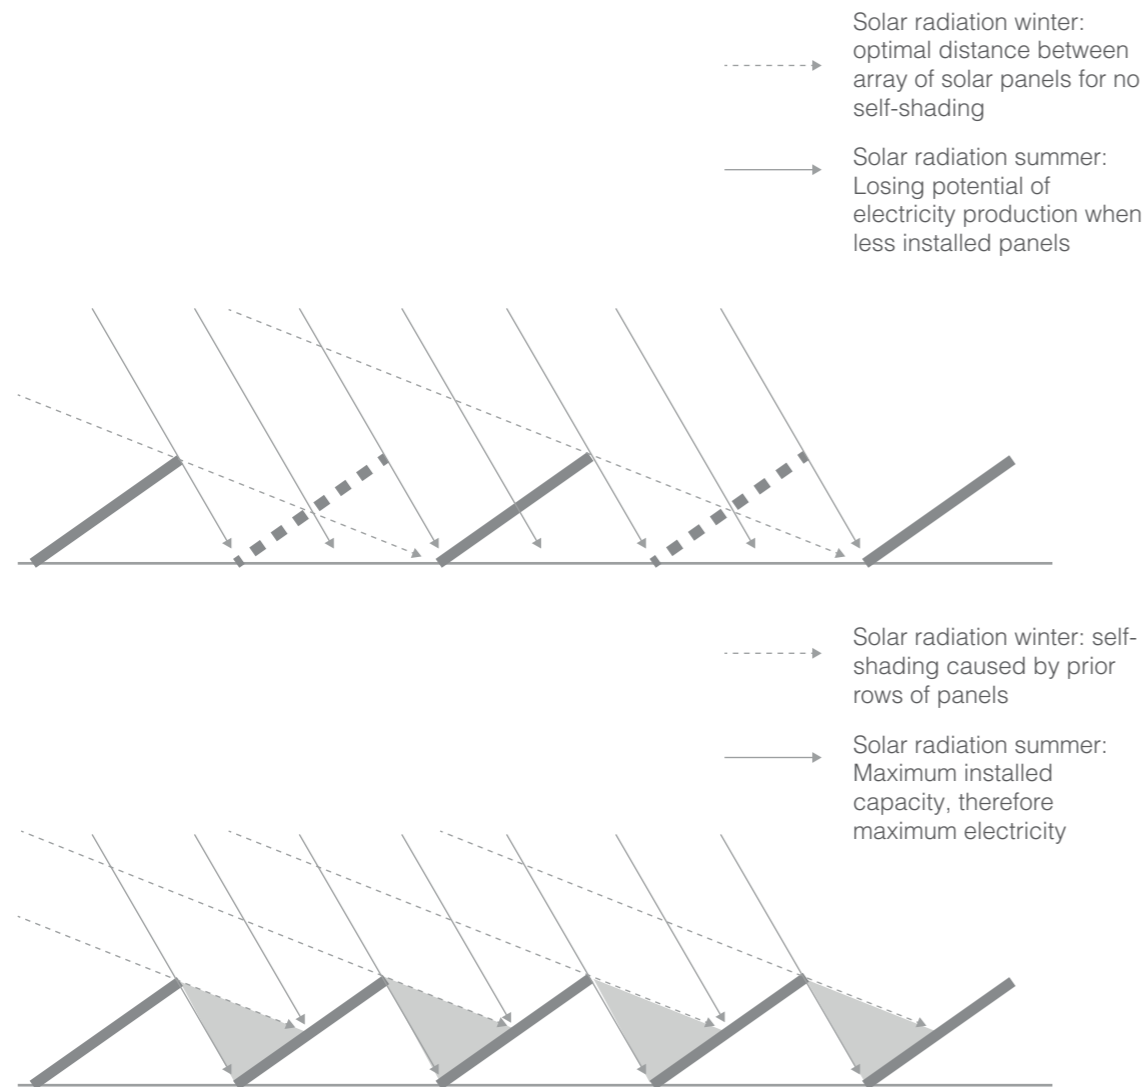 Solar radiation winter:
optimal distance between
array of solar panels for no
self-shading
Solar radiation summer:
Losing potential of
electricity production when
less installed panels
Solar radiation winter: self-
shading caused by prior
rows of panels
Solar radiation summer:
Maximum installed
capacity, therefore
maximum electricity